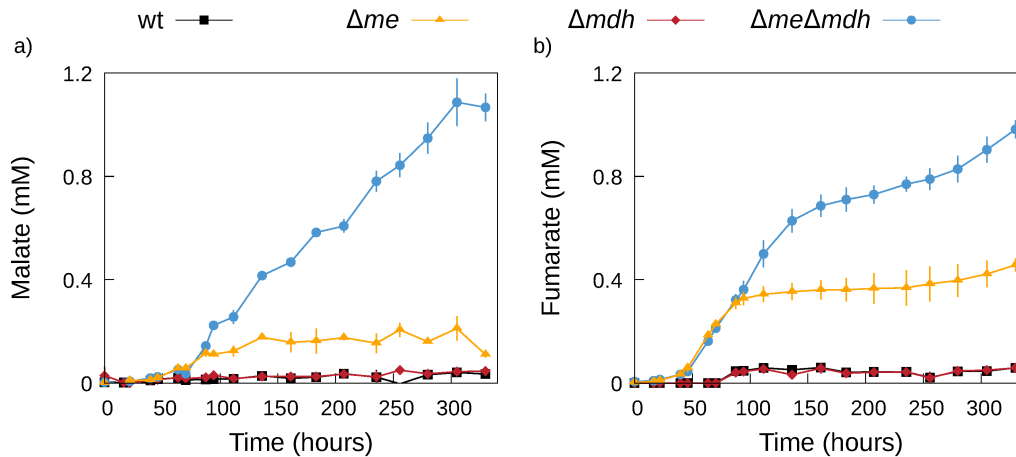 wt Δme Δmdh ΔmeΔmdh
a) b)
1.2 1.2
0.8 0.8
0.4 0.4
0 0
0 50 100 150 200 250 300 0 50 100 150 200 250 300
Malate (mM) Fumarate (mM)
Time (hours) Time (hours)